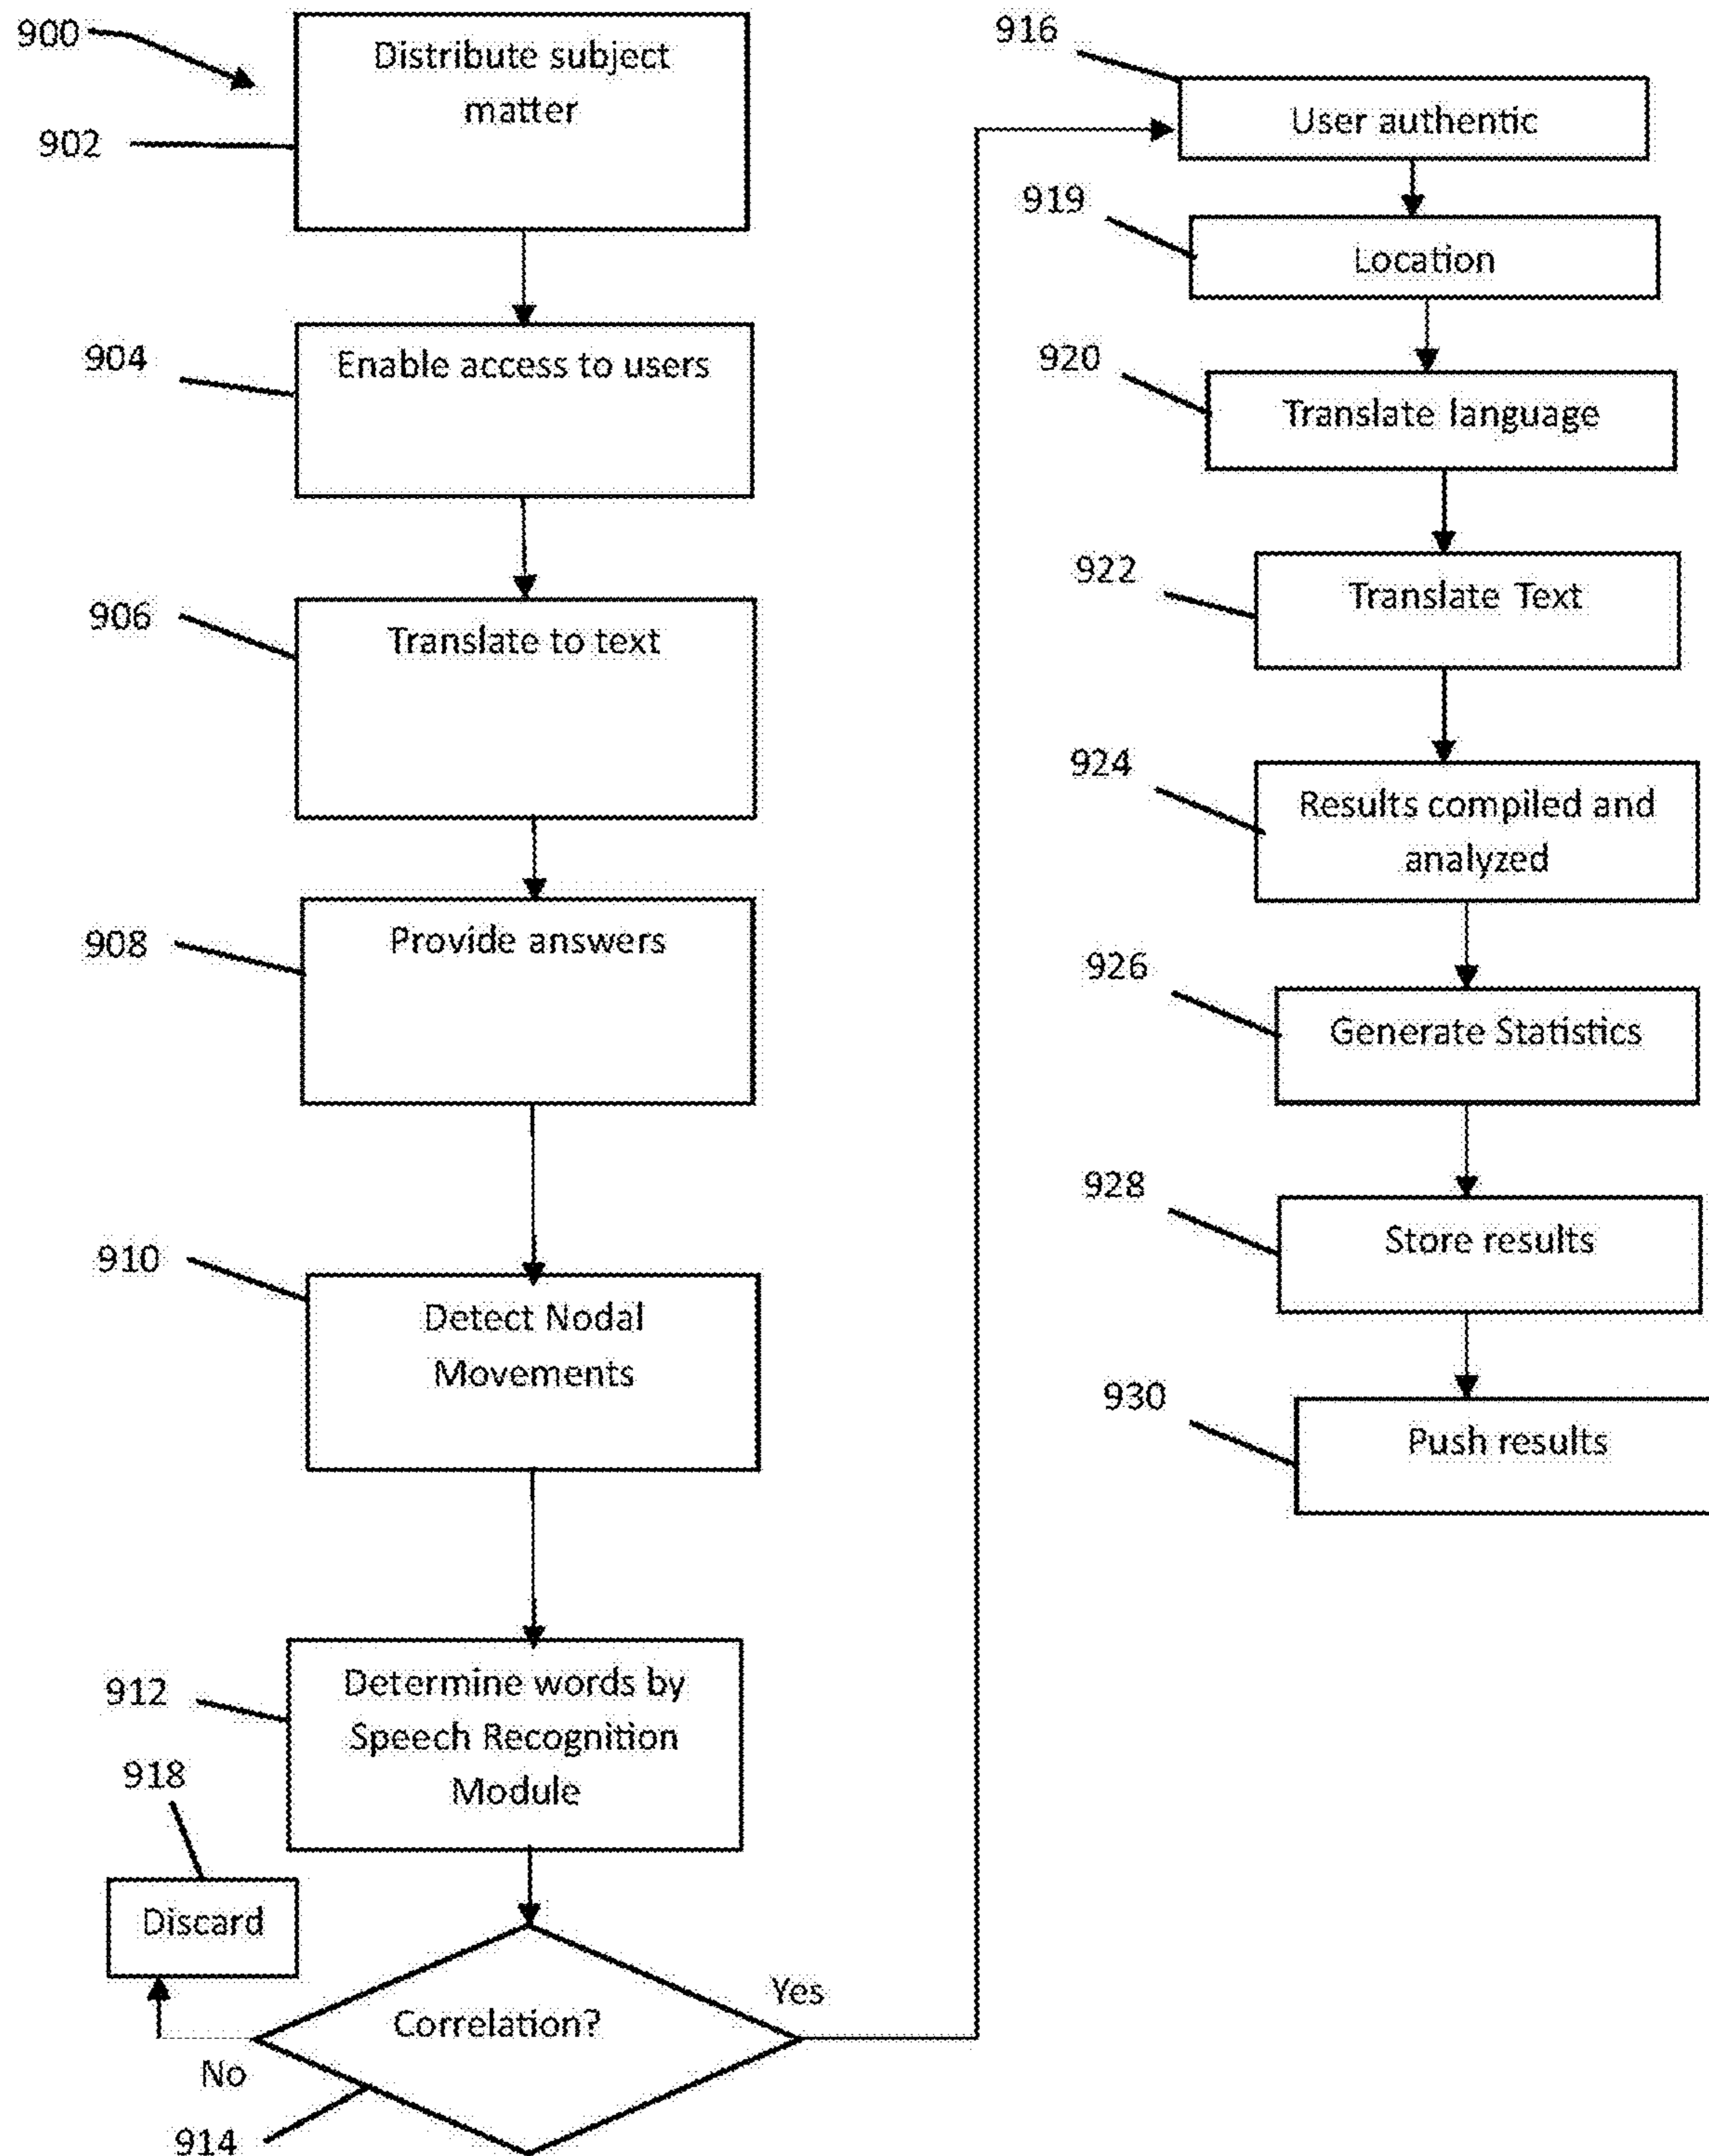 900
Distribute subject
matter
902
904
Enable access to users
906
Translate to text
908
Provide answers
910
Detect Nodal
Movements
912
Determine words by
Speech Recognition
Module
918
Discard
Correlation?
Yes
No
914
916
User authentic
919
Location
920
Translate language
922
Translate Text
924
Results compiled and
analyzed
926
Generate Statistics
928
Store results
930
Push results